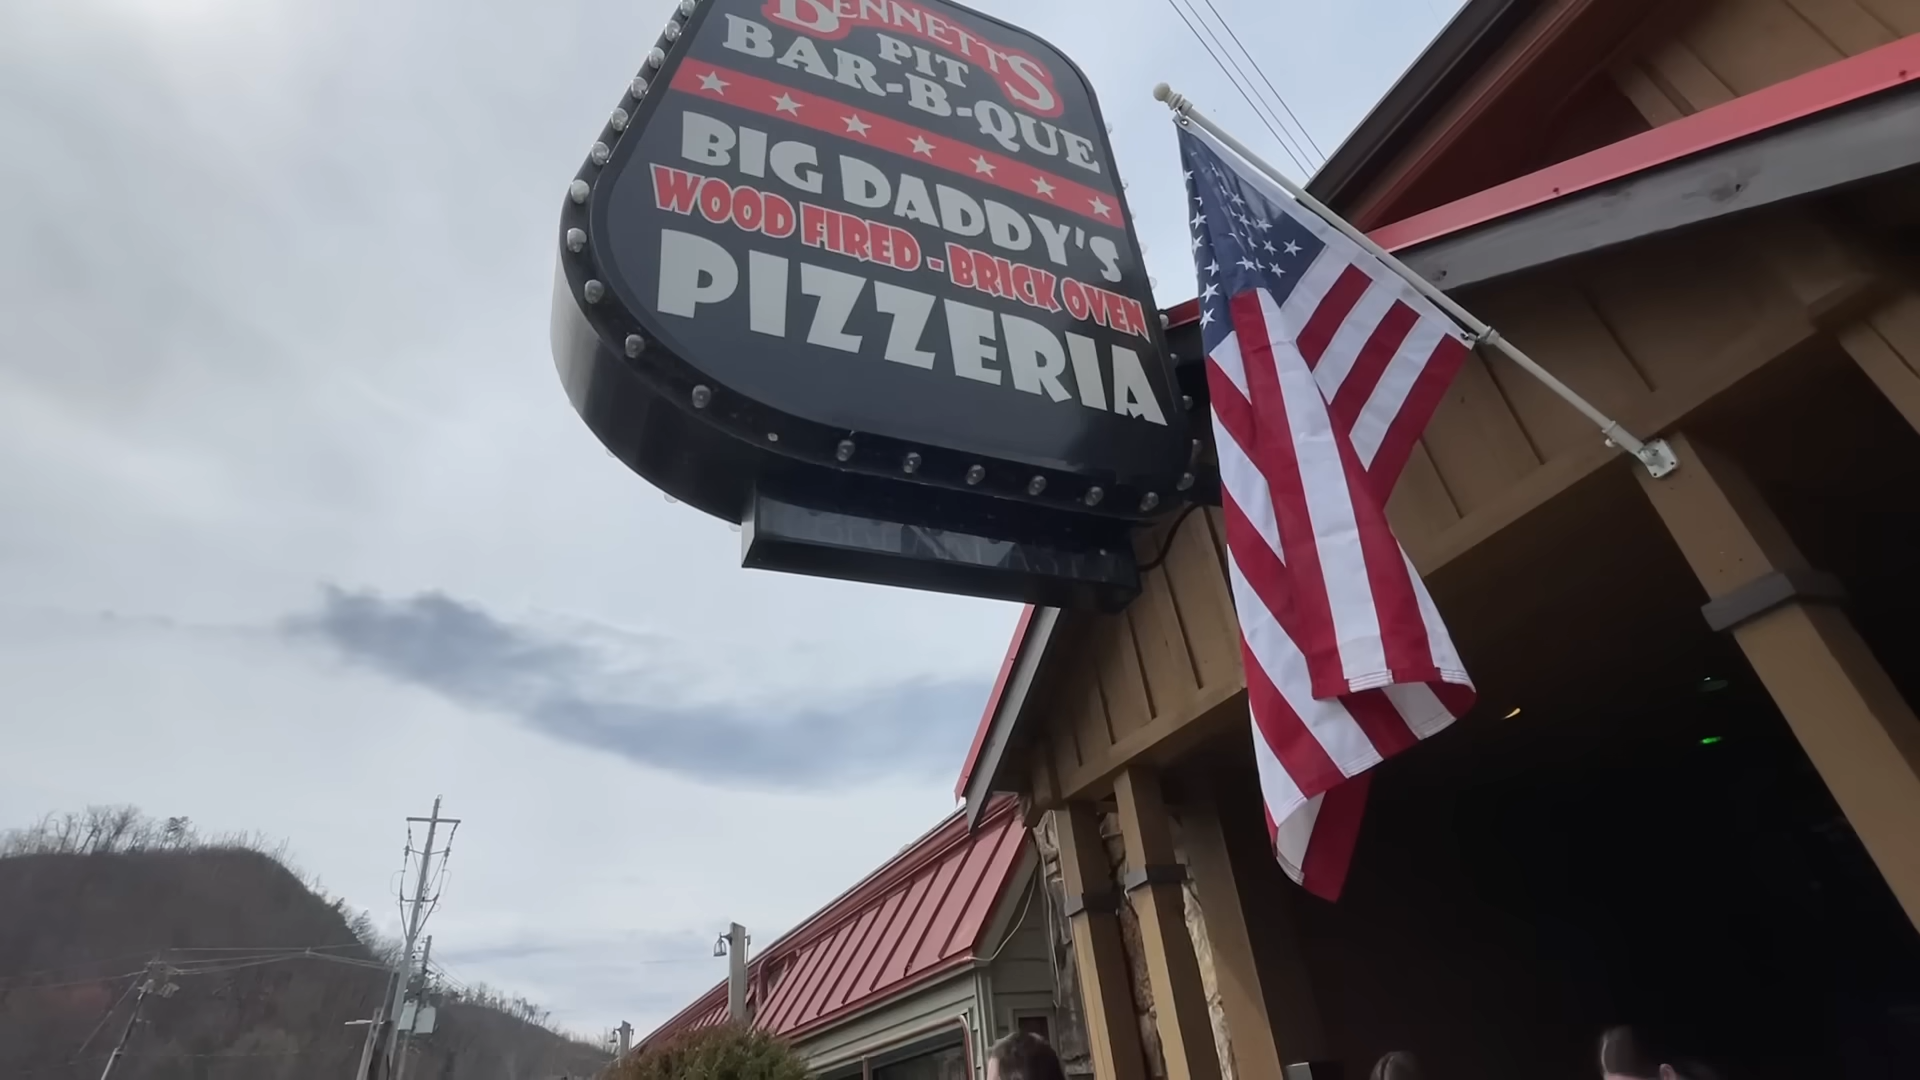 BENNETT'S
PIT
BAR-B-QUE
BIG DADDY'S
WOOD FIRED - BRICK OVEN
PIZZERIA